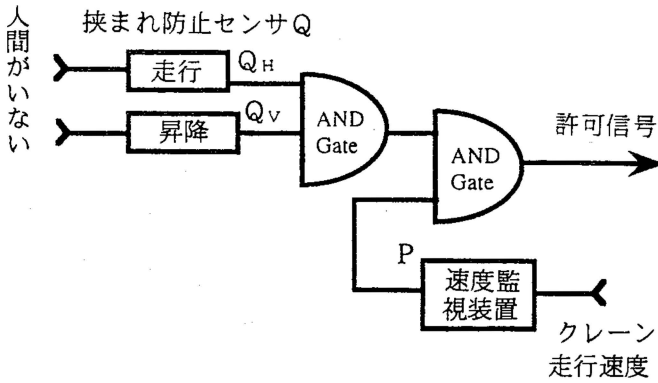 人間がいない
挟まれ防止センサQ
走行
QH
昇降
QV
AND
Gate
AND
Gate
許可信号
P
速度監
視装置
クレーン
走行速度